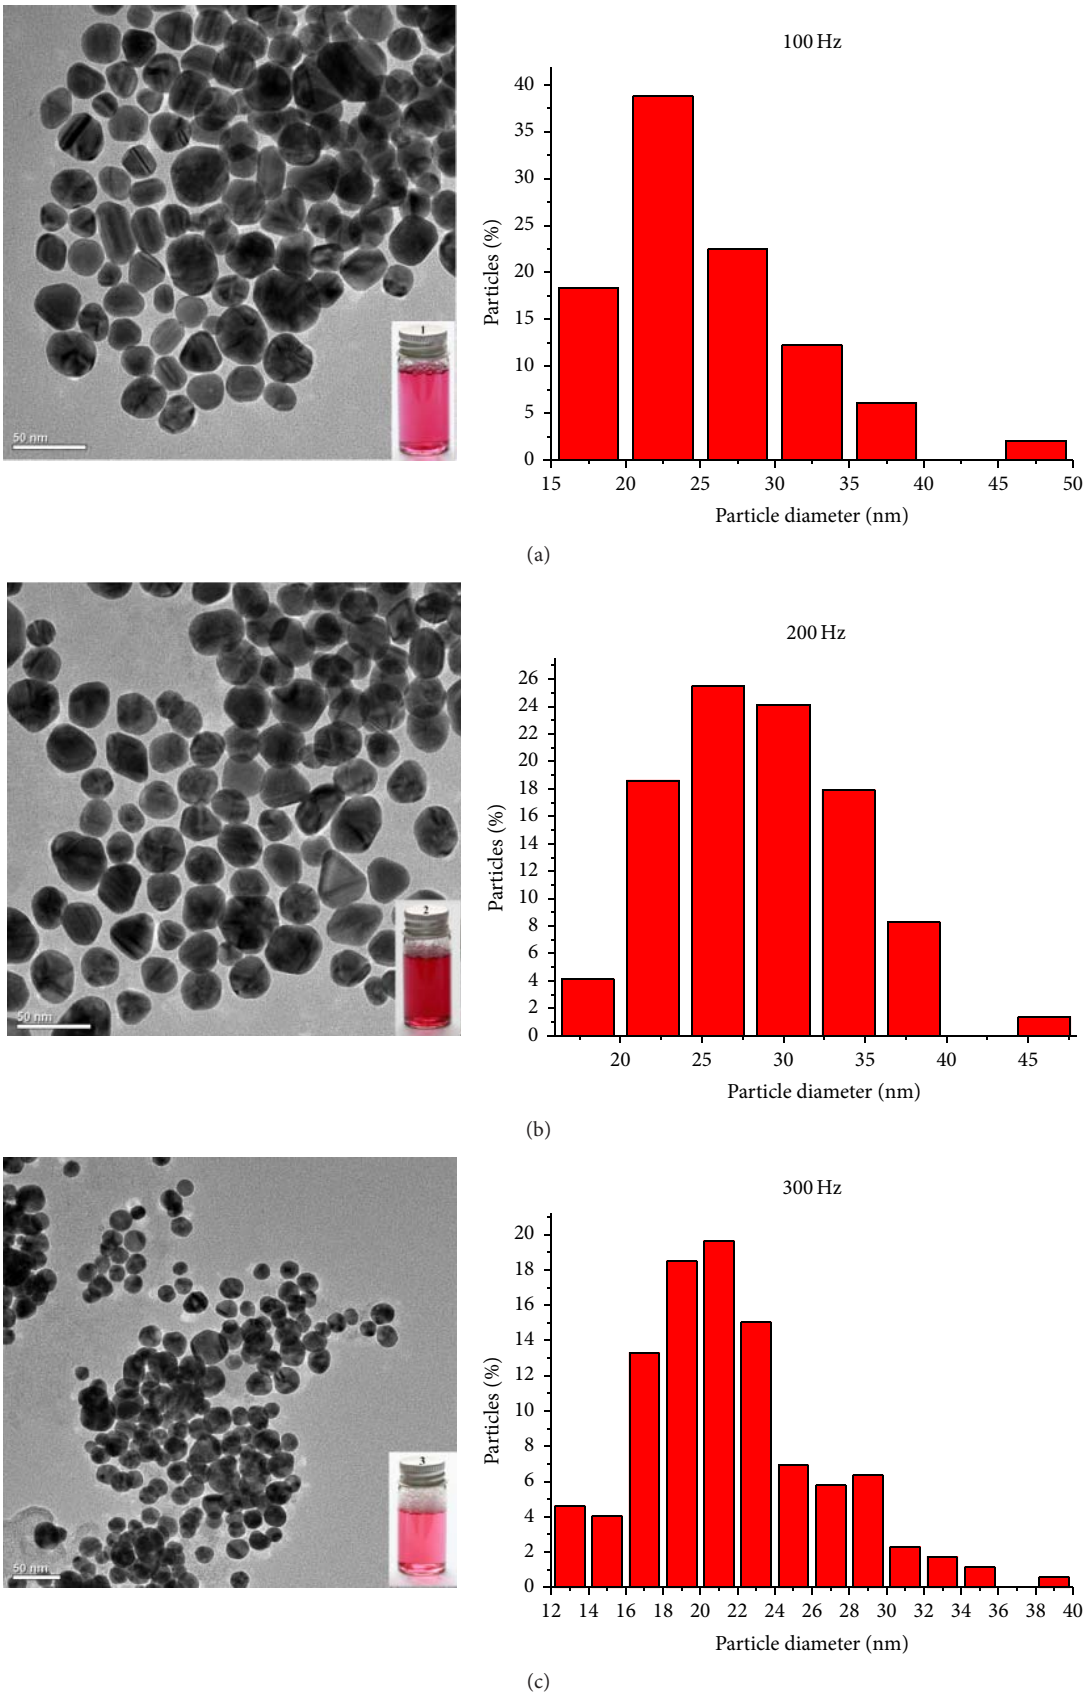 100 Hz
40
35
30
25
20
15
10
5
0
Particles (%)
15 20 25 30 35 40 45 50
Particle diameter (nm)
1
50 nm
(a)
200 Hz
26
24
22
20
18
16
14
12
10
8
6
4
2
0
Particles (%)
20 25 30 35 40 45
Particle diameter (nm)
2
50 nm
(b)
300 Hz
20
18
16
14
12
10
8
6
4
2
0
Particles (%)
12 14 16 18 20 22 24 26 28 30 32 34 36 38 40
Particle diameter (nm)
3
50 nm
(c)